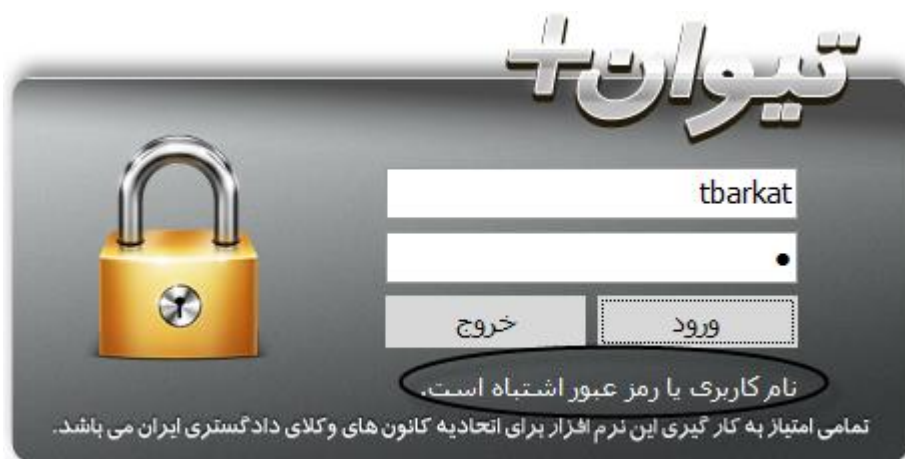 تیوان+
tbarkat
●
ورود
خروج
نام کاربری یا رمز عبور اشتباه است.
تمامی امتیاز به کار گیری این نرم افزار برای اتحادیه کانون های وکلای دادگستری ایران می باشد.